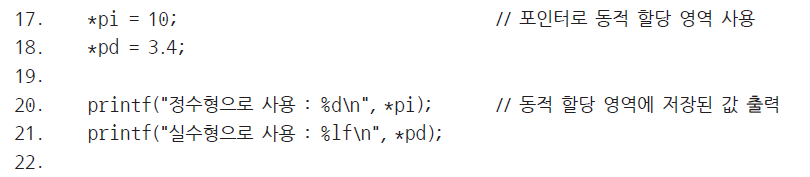 17. *pi = 10; // 포인터로 동적 할당 영역 사용
18. *pd = 3.4;
19.
20. printf("정수형으로 사용 : %d\n", *pi); // 동적 할당 영역에 저장된 값 출력
21. printf("실수형으로 사용 : %lf\n", *pd);
22.